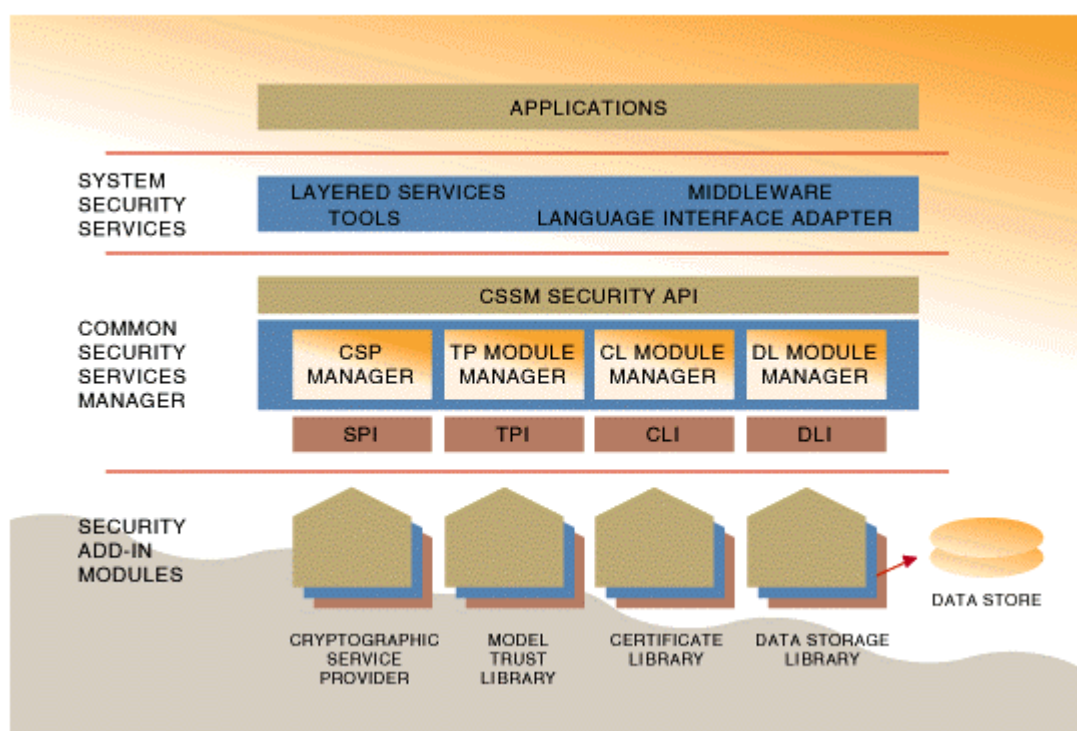 APPLICATIONS
SYSTEM
SECURITY
SERVICES
LAYERED SERVICES
TOOLS
MIDDLEWARE
LANGUAGE INTERFACE ADAPTER
COMMON
SECURITY
SERVICES
MANAGER
CSSM SECURITY API
CSP
MANAGER
TP MODULE
MANAGER
CL MODULE
MANAGER
DL MODULE
MANAGER
SPI
TPI
CLI
DLI
SECURITY
ADD-IN
MODULES
DATA STORE
CRYPTOGRAPHIC
SERVICE
PROVIDER
MODEL
TRUST
LIBRARY
CERTIFICATE
LIBRARY
DATA STORAGE
LIBRARY